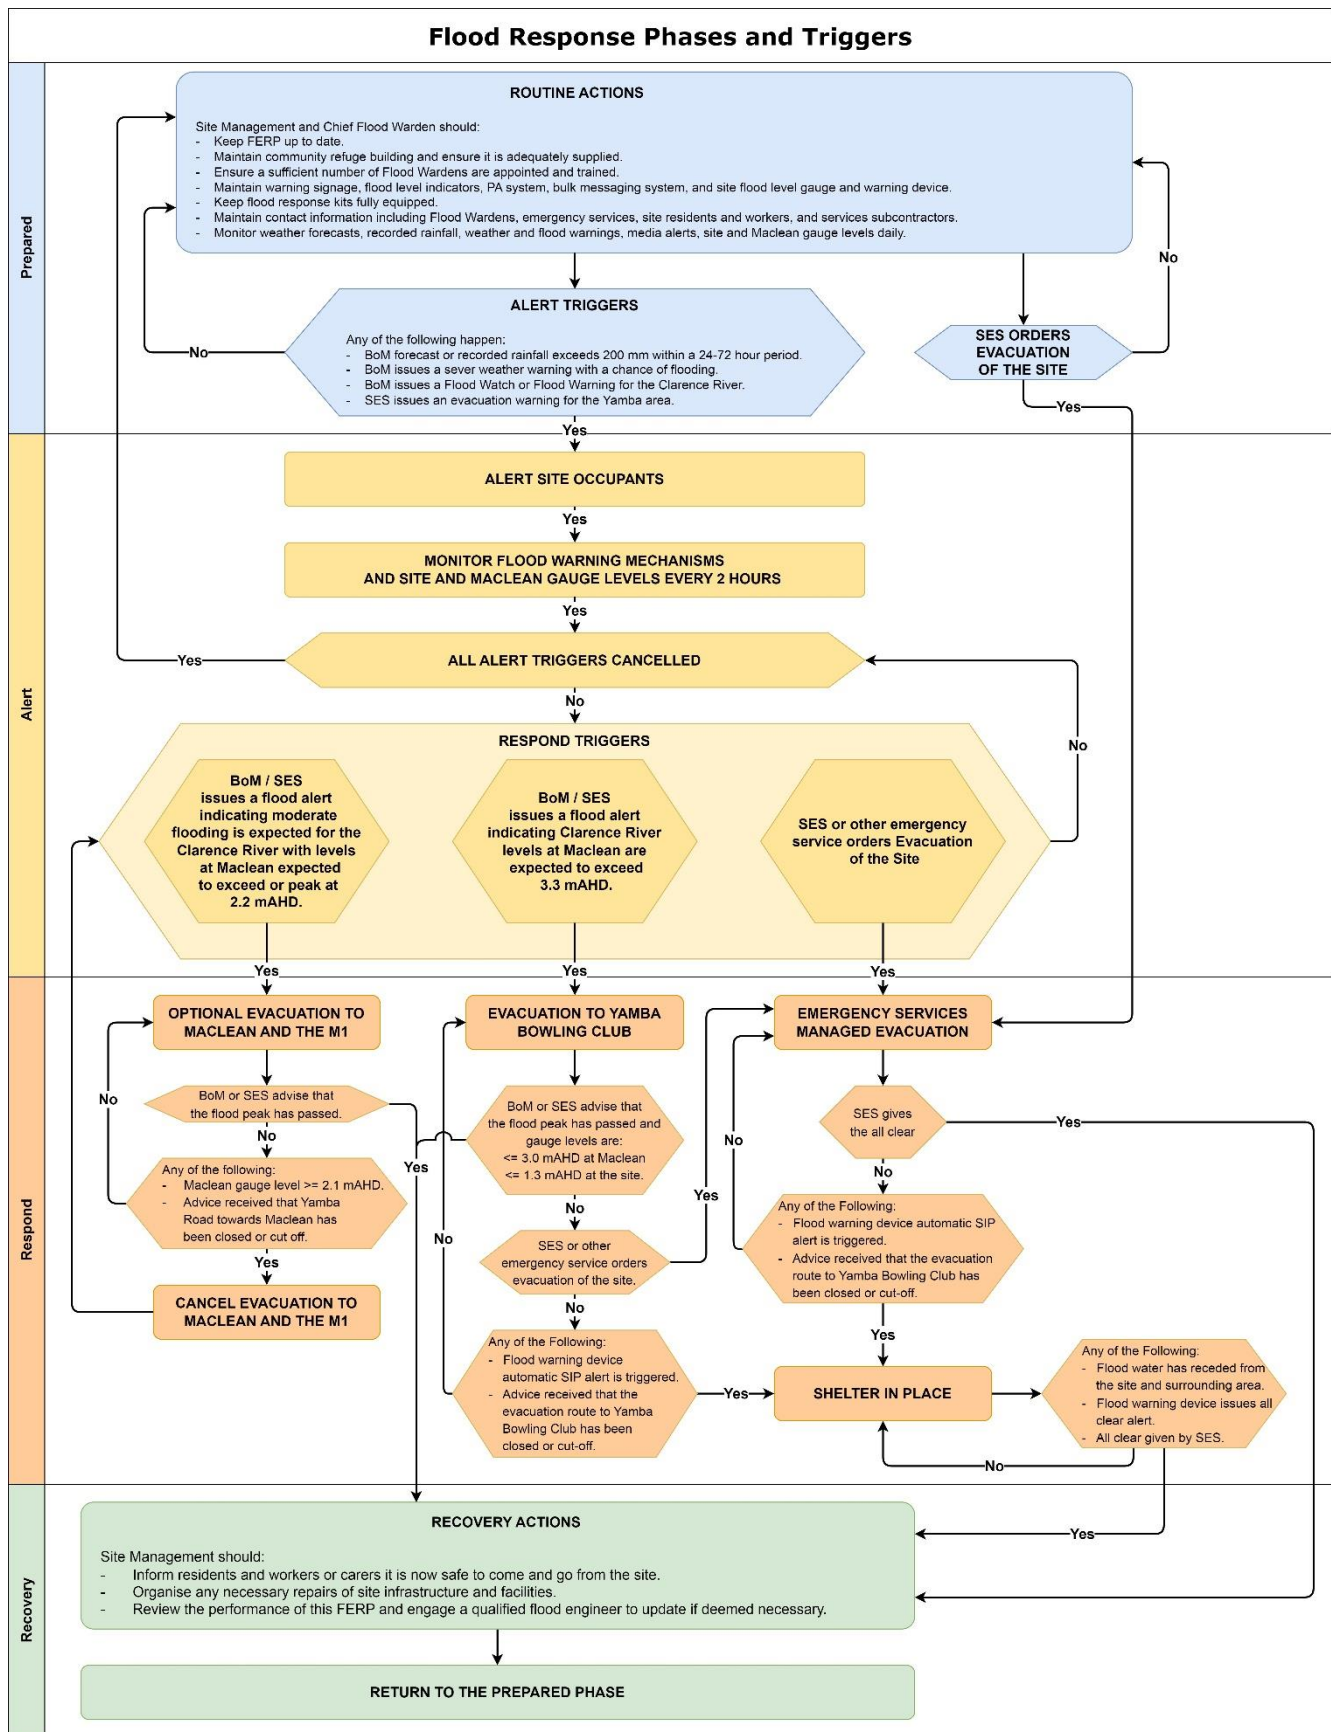 Flood Response Phases and Triggers
Prepared
ROUTINE ACTIONS
Site Management and Chief Flood Warden should:
- Keep FERP up to date.
- Maintain community refuge building and ensure it is adequately supplied.
- Ensure a sufficient number of Flood Wardens are appointed and trained.
- Maintain warning signage, flood level indicators, PA system, bulk messaging system, and site flood level gauge and warning device.
- Keep flood response kits fully equipped.
- Maintain contact information including Flood Wardens, emergency services, site residents and workers, and services subcontractors.
- Monitor weather forecasts, recorded rainfall, weather and flood warnings, media alerts, site and Maclean gauge levels daily.
No
ALERT TRIGGERS
Any of the following happen:
- BoM forecast or recorded rainfall exceeds 200 mm within a 24-72 hour period.
- BoM issues a sever weather warning with a chance of flooding.
- BoM issues a Flood Watch or Flood Warning for the Clarence River.
- SES issues an evacuation warning for the Yamba area.
No
SES ORDERS
EVACUATION
OF THE SITE
Yes
Yes
Alert
ALERT SITE OCCUPANTS
Yes
MONITOR FLOOD WARNING MECHANISMS
AND SITE AND MACLEAN GAUGE LEVELS EVERY 2 HOURS
Yes
ALL ALERT TRIGGERS CANCELLED
Yes
No
RESPOND TRIGGERS
No
BoM / SES
issues a flood alert
indicating moderate
flooding is expected for the
Clarence River with levels
at Maclean expected
to exceed or peak at
2.2 mAHD.
BoM / SES
issues a flood alert
indicating Clarence River
levels at Maclean are
expected to exceed
3.3 mAHD.
SES or other emergency
service orders Evacuation
of the Site
Yes
Yes
Yes
Respond
OPTIONAL EVACUATION TO
MACLEAN AND THE M1
BoM or SES advise that
the flood peak has passed.
No
No
Any of the following:
- Maclean gauge level >= 2.1 mAHD.
- Advice received that Yamba
Road towards Maclean has
been closed or cut off.
Yes
CANCEL EVACUATION TO
MACLEAN AND THE M1
Yes
EVACUATION TO YAMBA
BOWLING CLUB
BoM or SES advise that
the flood peak has passed and
gauge levels are:
<= 3.0 mAHD at Maclean
<= 1.3 mAHD at the site.
No
No
SES or other
emergency service orders
evacuation of the site.
Yes
No
Any of the Following:
- Flood warning device
automatic SIP alert is triggered.
- Advice received that the
evacuation route to Yamba
Bowling Club has been
closed or cut-off.
Yes
EMERGENCY SERVICES
MANAGED EVACUATION
SES gives
the all clear
Yes
No
No
Any of the Following:
- Flood warning device automatic SIP
alert is triggered.
- Advice received that the evacuation
route to Yamba Bowling Club has
been closed or cut-off.
Yes
SHELTER IN PLACE
Any of the Following:
- Flood water has receded from
the site and surrounding area.
- Flood warning device issues all
clear alert.
- All clear given by SES.
No
Yes
Recovery
RECOVERY ACTIONS
Site Management should:
- Inform residents and workers or carers it is now safe to come and go from the site.
- Organise any necessary repairs of site infrastructure and facilities.
- Review the performance of this FERP and engage a qualified flood engineer to update if deemed necessary.
RETURN TO THE PREPARED PHASE